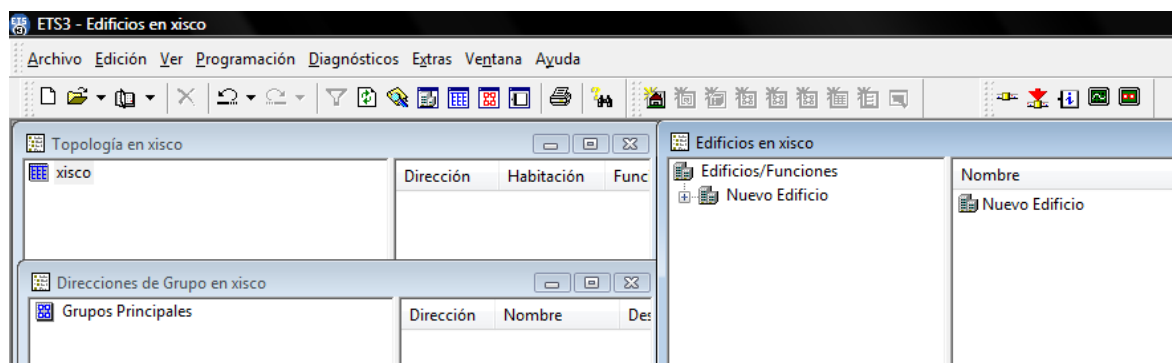 ETS3 - Edificios en xisco
Archivo Edición Ver Programación Diagnósticos Extras Ventana Ayuda
Topología en xisco
xisco
Dirección Habitación Func
Direcciones de Grupo en xisco
Grupos Principales
Dirección Nombre Des
Edificios en xisco
Edificios/Funciones
Nuevo Edificio
Nombre
Nuevo Edificio